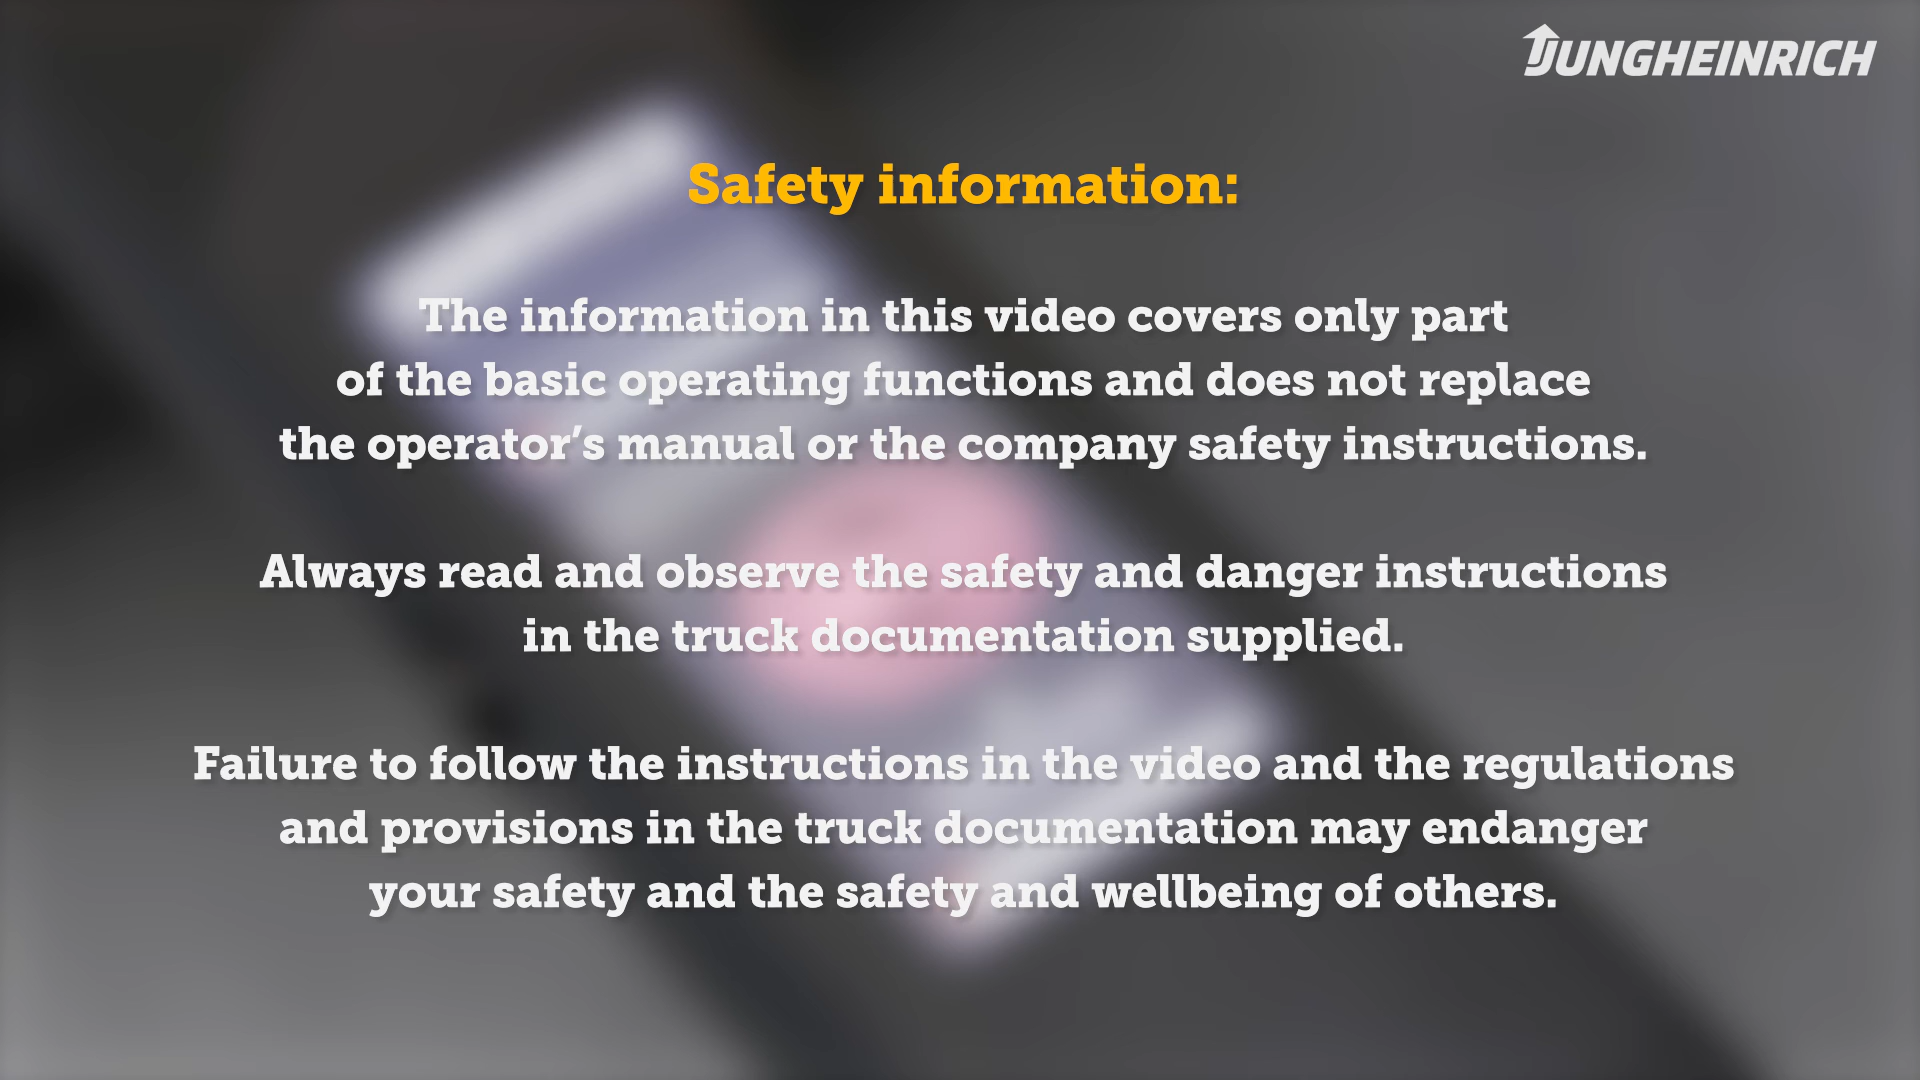 JUNGHEINRICH
Safety information:
The information in this video covers only part
of the basic operating functions and does not replace
the operator’s manual or the company safety instructions.
Always read and observe the safety and danger instructions
in the truck documentation supplied.
Failure to follow the instructions in the video and the regulations
and provisions in the truck documentation may endanger
your safety and the safety and wellbeing of others.